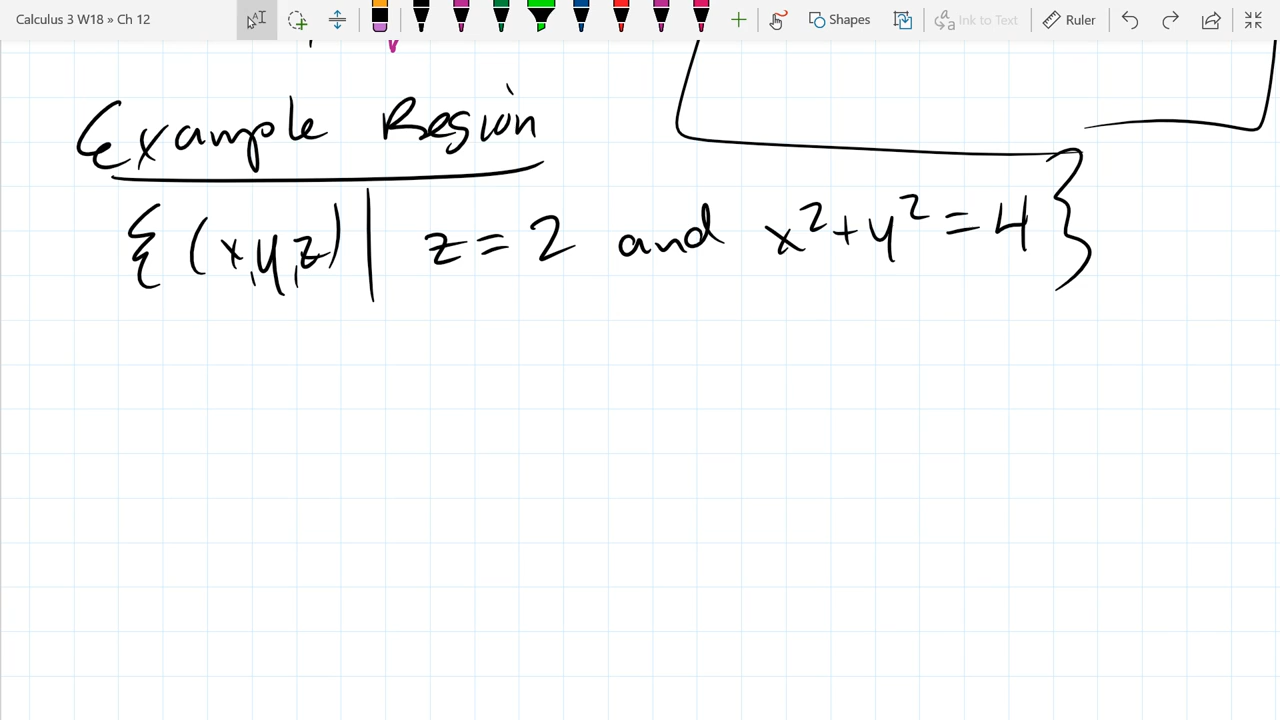 Calculus 3 W18 » Ch 12
Shapes
Ink to Text
Ruler
Example Region
{ (x,y,z) | z = 2 and x² + y² = 4 }